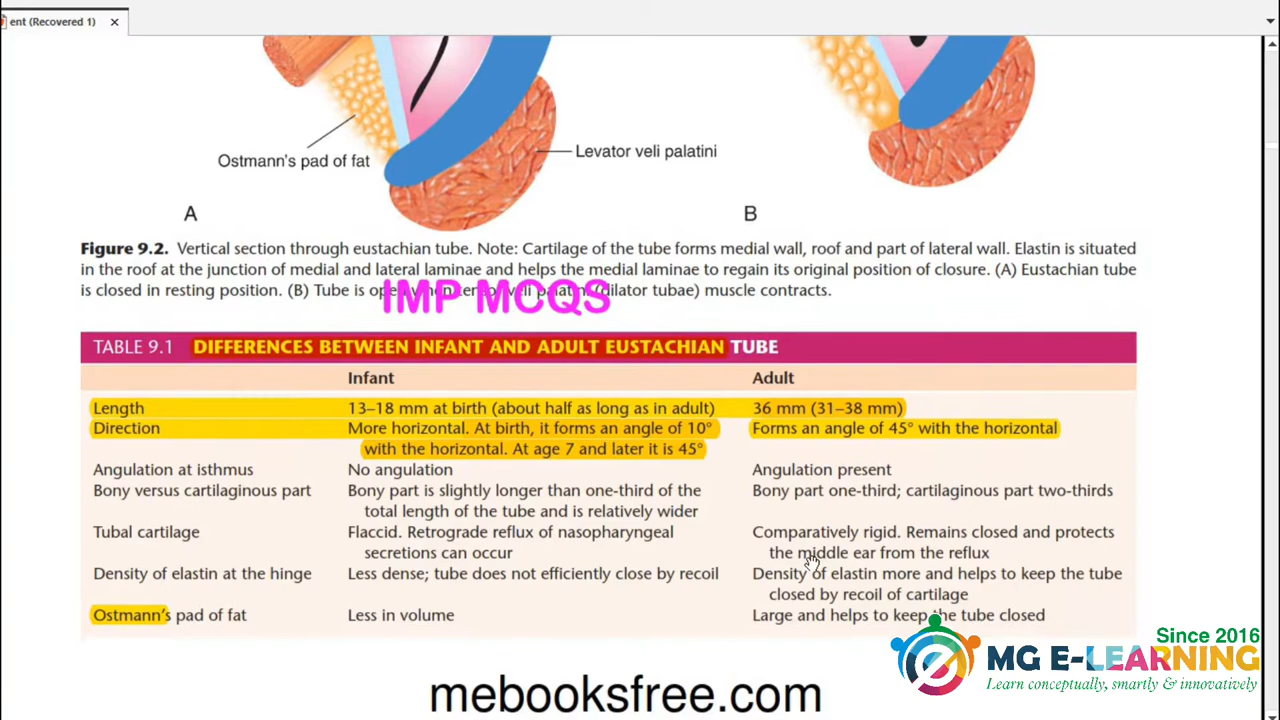 ent (Recovered 1)
Ostmann's pad of fat
Levator veli palatini
A
B
Figure 9.2. Vertical section through eustachian tube. Note: Cartilage of the tube forms medial wall, roof and part of lateral wall. Elastin is situated
in the roof at the junction of medial and lateral laminae and helps the medial laminae to regain its original position of closure. (A) Eustachian tube
is closed in resting position. (B) Tube is open veli palatini (dilator tubae) muscle contracts.
IMP MCQS
TABLE 9.1 DIFFERENCES BETWEEN INFANT AND ADULT EUSTACHIAN TUBE
Infant Adult
Length 13–18 mm at birth (about half as long as in adult) 36 mm (31–38 mm)
Direction More horizontal. At birth, it forms an angle of 10° Forms an angle of 45° with the horizontal
with the horizontal. At age 7 and later it is 45°
Angulation at isthmus No angulation Angulation present
Bony versus cartilaginous part Bony part is slightly longer than one-third of the Bony part one-third; cartilaginous part two-thirds
total length of the tube and is relatively wider
Tubal cartilage Flaccid. Retrograde reflux of nasopharyngeal Comparatively rigid. Remains closed and protects
secretions can occur the middle ear from the reflux
Density of elastin at the hinge Less dense; tube does not efficiently close by recoil Density of elastin more and helps to keep the tube
closed by recoil of cartilage
Ostmann's pad of fat Less in volume Large and helps to keep the tube closed
Since 2016
MG E-LEARNING
Learn conceptually, smartly & innovatively
mebooksfree.com